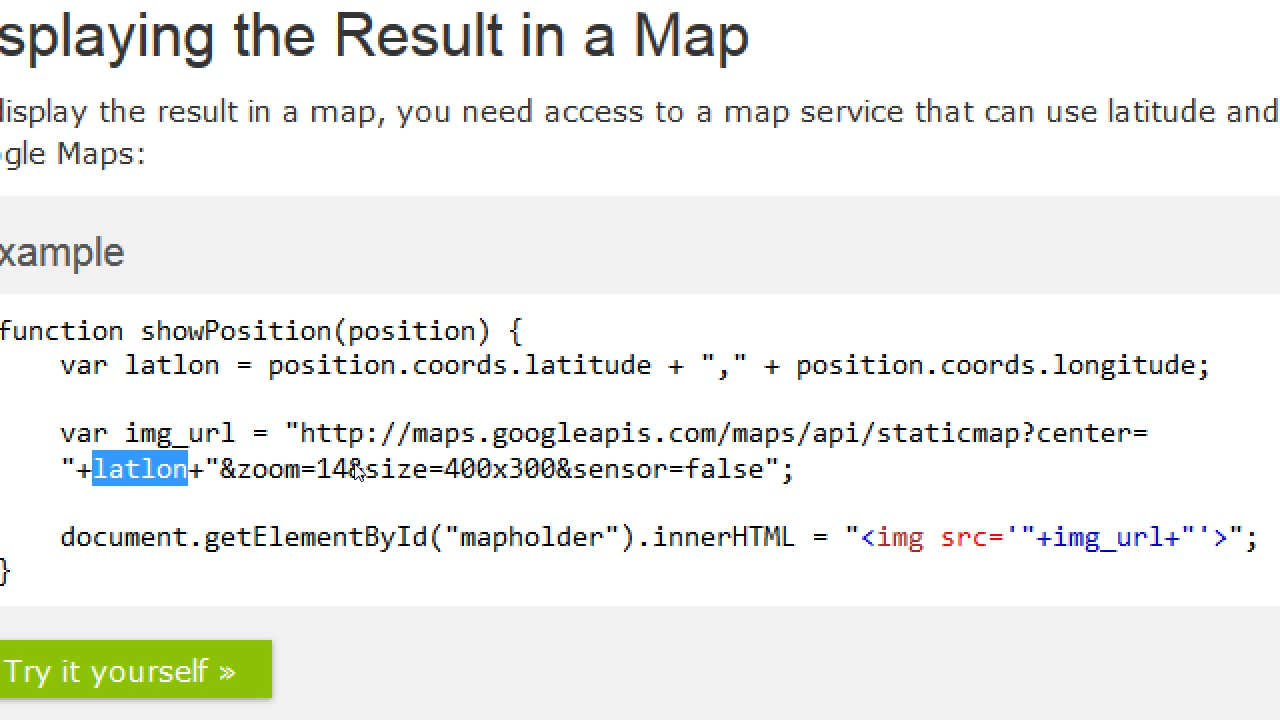 splaying the Result in a Map
display the result in a map, you need access to a map service that can use latitude and
ogle Maps:
xample
function showPosition(position) {
var latlon = position.coords.latitude + "," + position.coords.longitude;
var img_url = "http://maps.googleapis.com/maps/api/staticmap?center=
"+latlon+"&zoom=14&size=400x300&sensor=false";
document.getElementById("mapholder").innerHTML = "<img src='"+img_url+"'>";
}
Try it yourself »